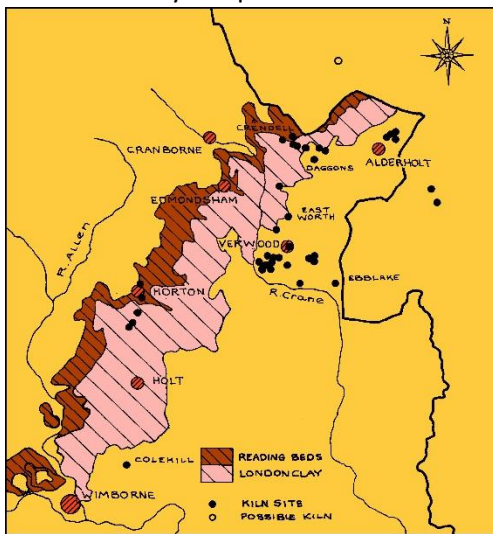 N
CRENDELL
CRANBORNE
DAGGONS
ALDERHOLT
EDMONDSHAM
R. ALLEN
EAST
WORTH
VERWOOD
EBBLAKE
R. CRANE
HORTON
HOLT
COLEHILL
READING BEDS
LONDON CLAY
WIMBORNE
KILN SITE
POSSIBLE KILN